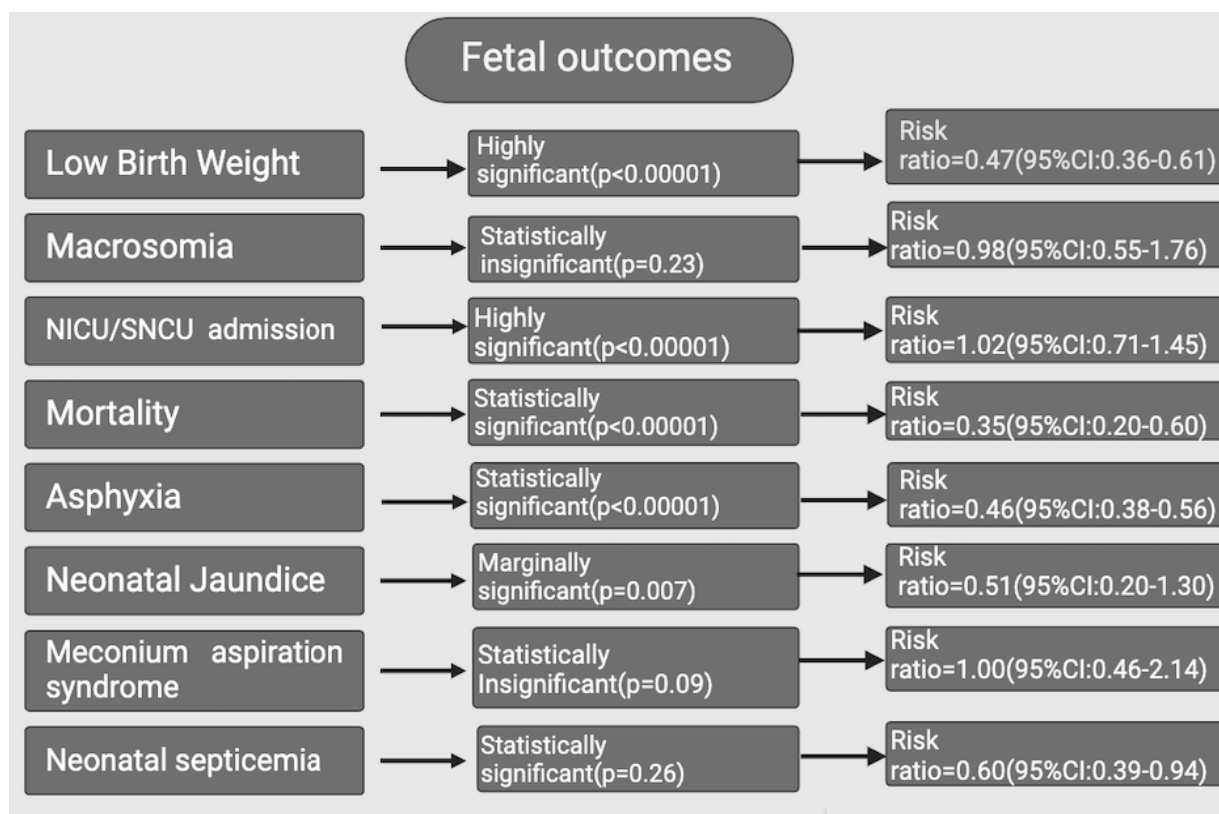 Fetal outcomes
Low Birth Weight
Highly
significant(p<0.00001)
Risk
ratio=0.47(95%CI:0.36-0.61)
Macrosomia
Statistically
insignificant(p=0.23)
Risk
ratio=0.98(95%CI:0.55-1.76)
NICU/SNCU admission
Highly
significant(p<0.00001)
Risk
ratio=1.02(95%CI:0.71-1.45)
Mortality
Statistically
significant(p<0.00001)
Risk
ratio=0.35(95%CI:0.20-0.60)
Asphyxia
Statistically
significant(p<0.00001)
Risk
ratio=0.46(95%CI:0.38-0.56)
Neonatal Jaundice
Marginally
significant(p=0.007)
Risk
ratio=0.51(95%CI:0.20-1.30)
Meconium aspiration
syndrome
Statistically
Insignificant(p=0.09)
Risk
ratio=1.00(95%CI:0.46-2.14)
Neonatal septicemia
Statistically
significant(p=0.26)
Risk
ratio=0.60(95%CI:0.39-0.94)